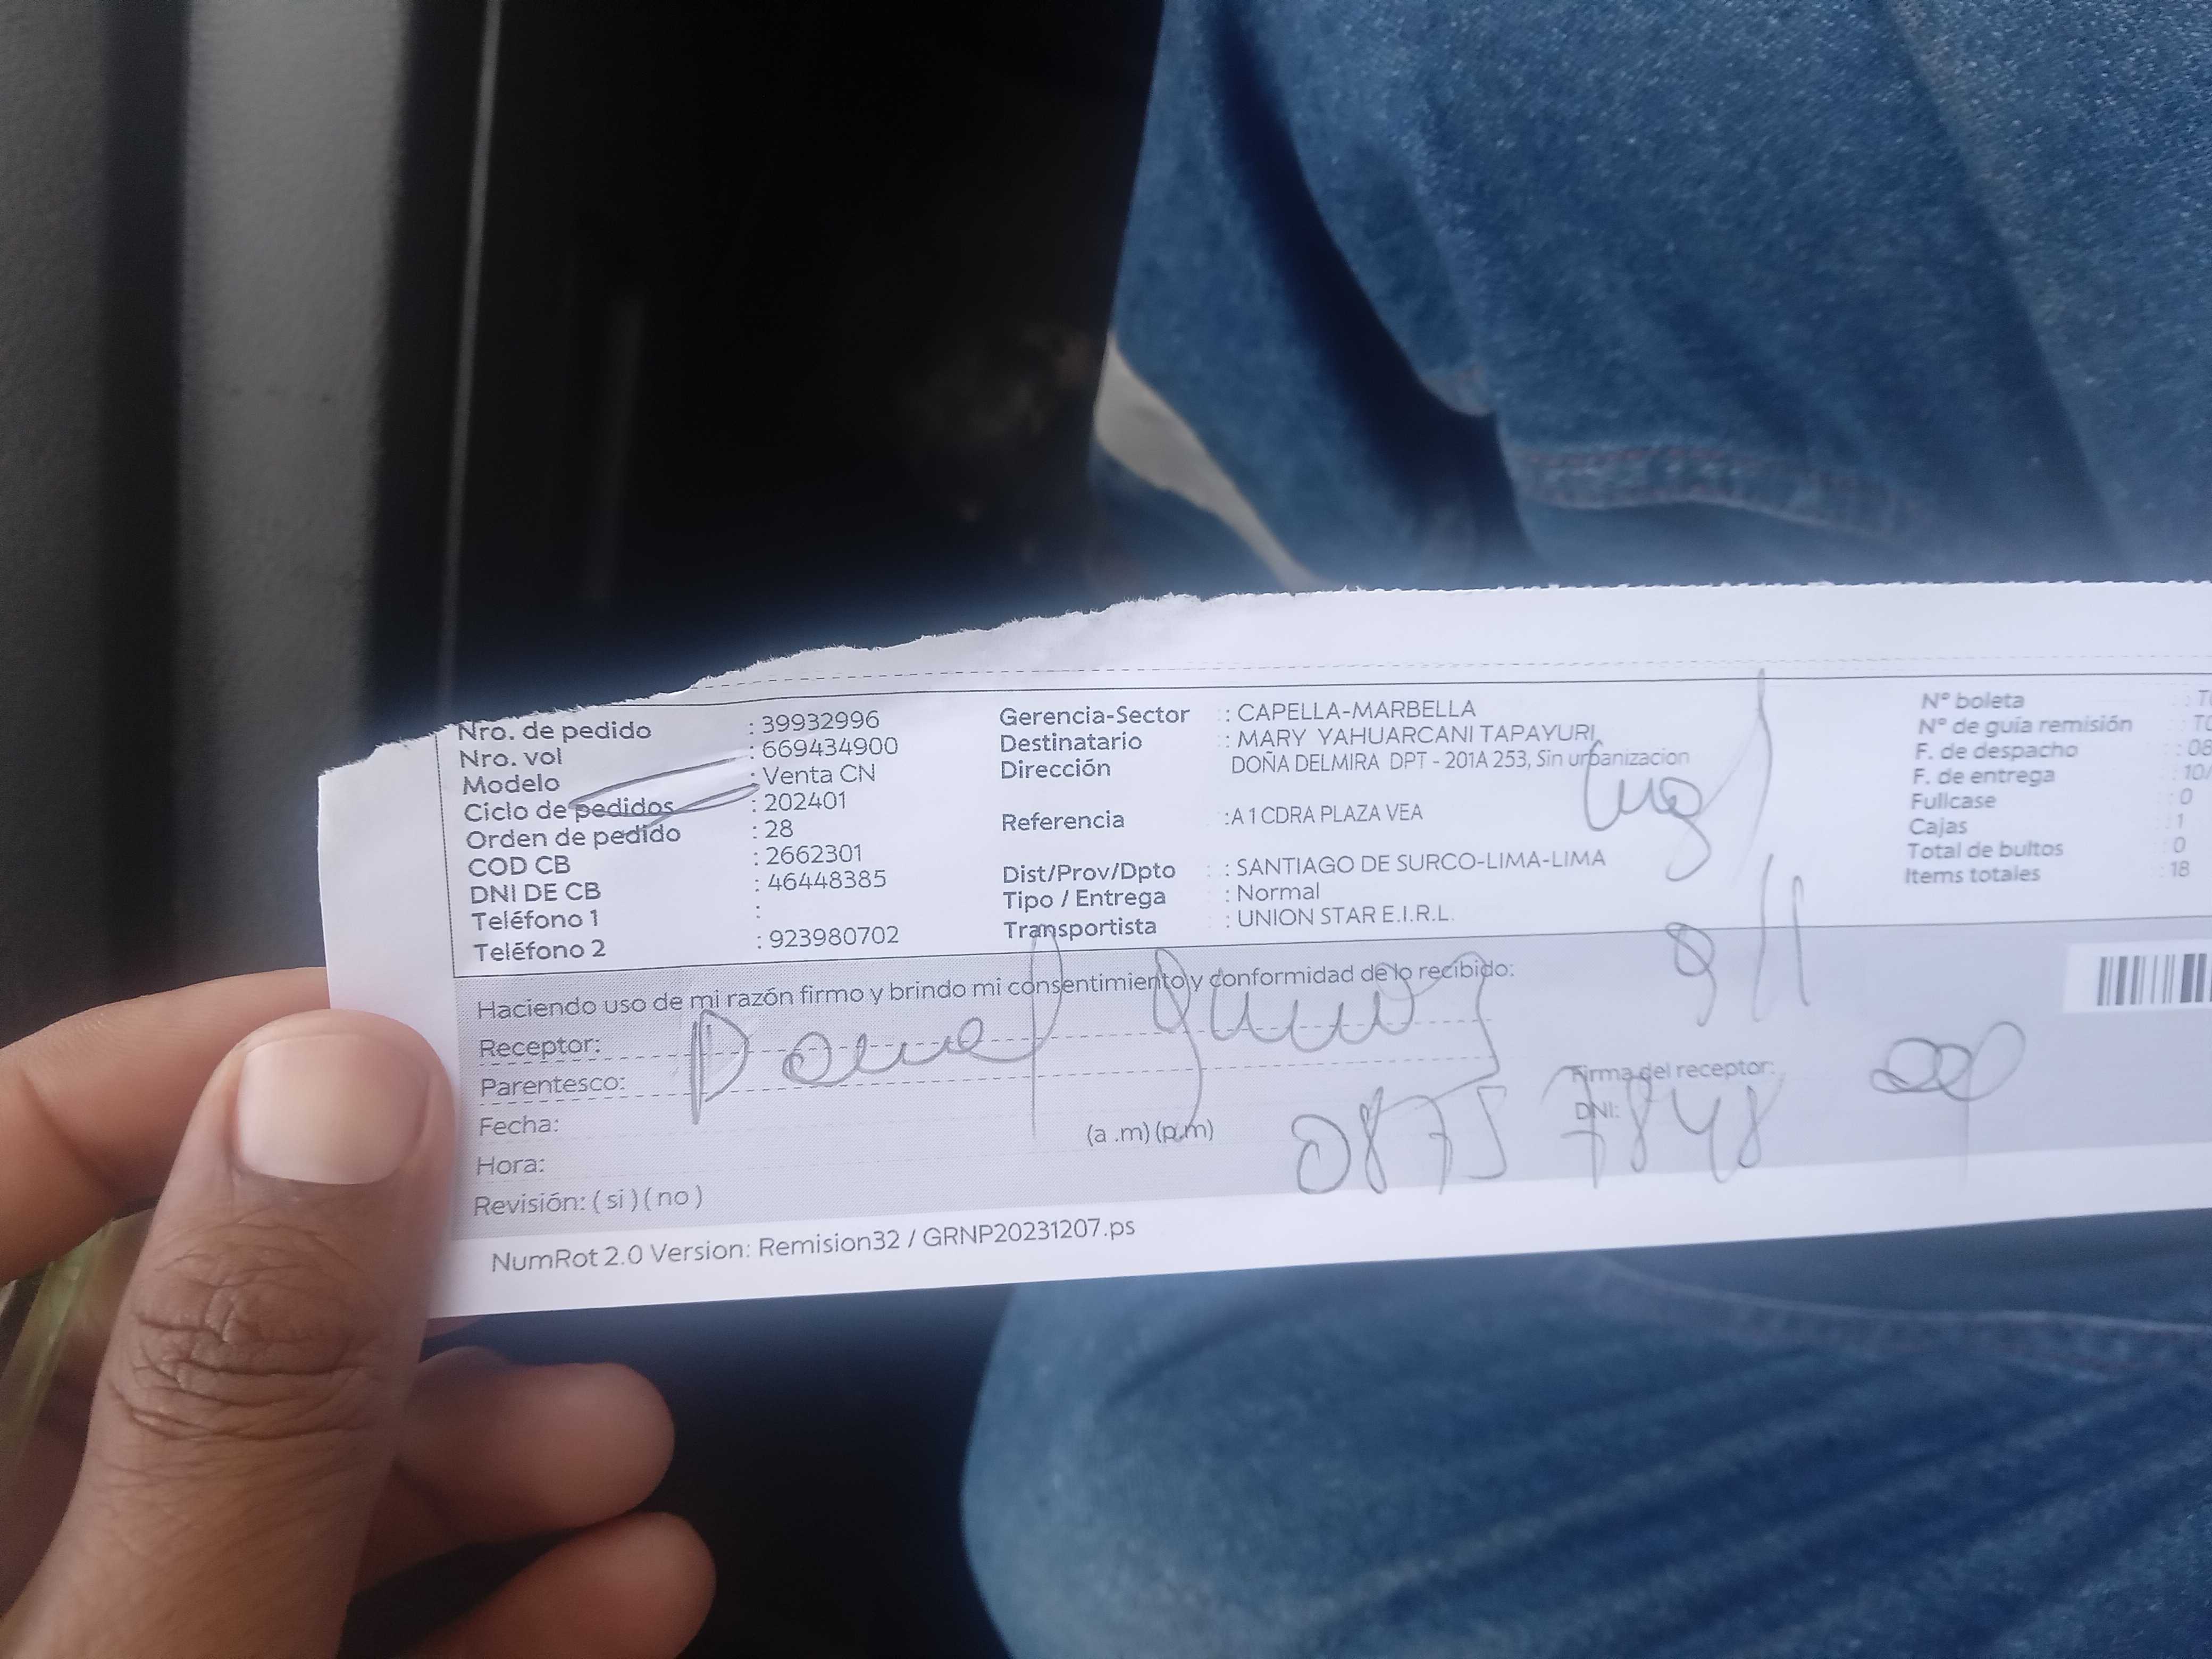 Nro. de pedido : 39932996
Nro. vol : 669434900
Modelo : Venta CN
Ciclo de pedidos : 202401
Orden de pedido : 28
COD CB : 2662301
DNI DE CB : 46448385
Teléfono 1 :
Teléfono 2 : 923980702
Gerencia-Sector : CAPELLA-MARBELLA
Destinatario : MARY YAHUARCANI TAPAYURI
Dirección DOÑA DELMIRA DPT - 201A 253, Sin urbanizacion
Referencia : A 1 CDRA PLAZA VEA
Dist/Prov/Dpto : SANTIAGO DE SURCO-LIMA-LIMA
Tipo / Entrega : Normal
Transportista : UNION STAR E.I.R.L.
Nº boleta :
Nº de guia remisión :
F. de despacho : 08
F. de entrega : 10/
Fullcase : 0
Cajas : 1
Total de bultos : 0
Items totales : 18
Haciendo uso de mi razón firmo y brindo mi consentimiento y conformidad de lo recibido:
Receptor:
Parentesco:
Fecha:
Hora: (a .m) (p.m)
Revisión: ( si ) ( no )
Firma del receptor:
DNI: 08757848
NumRot 2.0 Version: Remision32 / GRNP20231207.ps